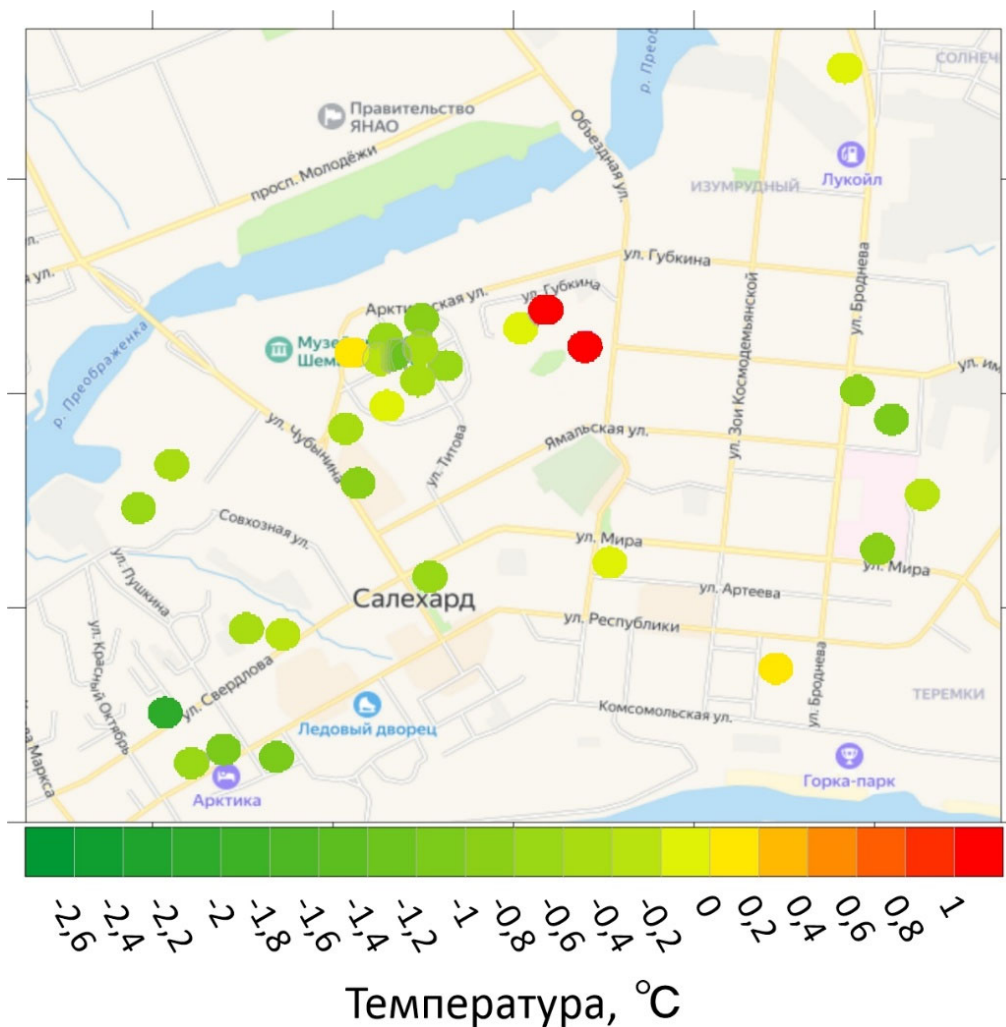 СОЛНЕЧ
р. Прео
Правительство
ЯНАО
Объездная ул.
просп. Молодёжи
Лукойл
ИЗУМРУДНЫЙ
ул.
я ул.
ул. Губкина
ул. Губкина
ул. Броднева
ул. Зои Космодемьянской
ул. им
р. Преображенка
ул. Чубынина
ул. Титова
Ямальская ул.
Совхозная ул.
ул. Мира
ул. Мира
ул. Пушкина
ул. Артеева
Салехард
ул. Республики
ул. Красный Октябрь
ул. Свердлова
ул. Броднева
ТЕРЕМКИ
Комсомольская ул.
Ледовый дворец
Маркса
Горка-парк
Арктика
-2,6 -2,4 -2,2 -2 -1,8 -1,6 -1,4 -1,2 -1 -0,8 -0,6 -0,4 -0,2 0 0,2 0,4 0,6 0,8 1
Температура, °C